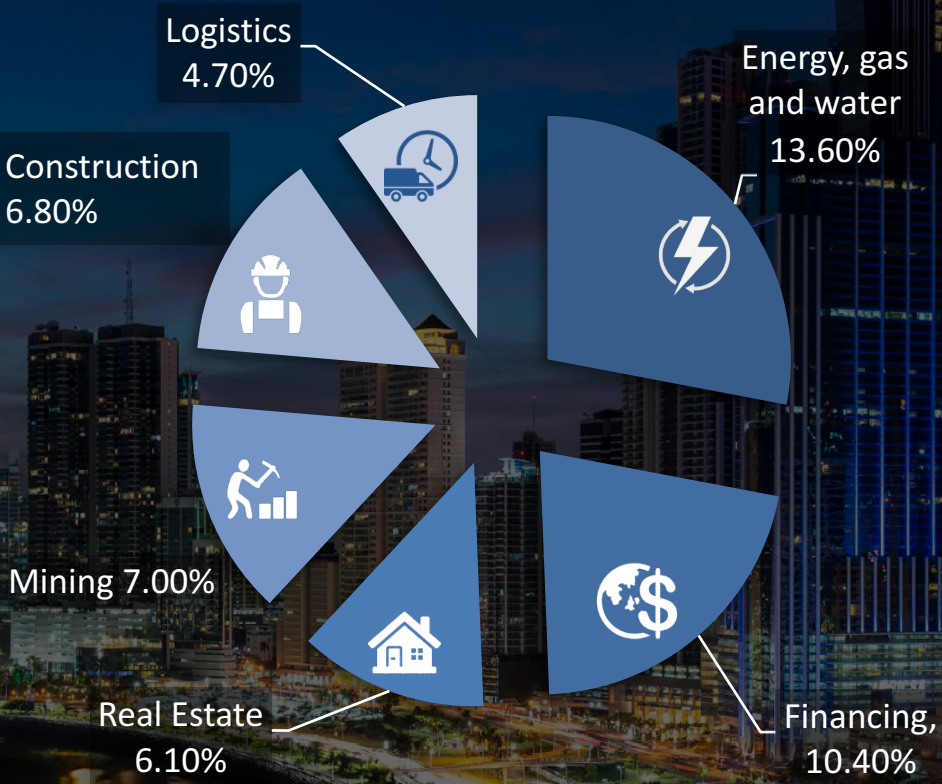 Logistics
4.70%
Energy, gas
and water
13.60%
Construction
6.80%
Mining 7.00%
Real Estate
6.10%
Financing,
10.40%